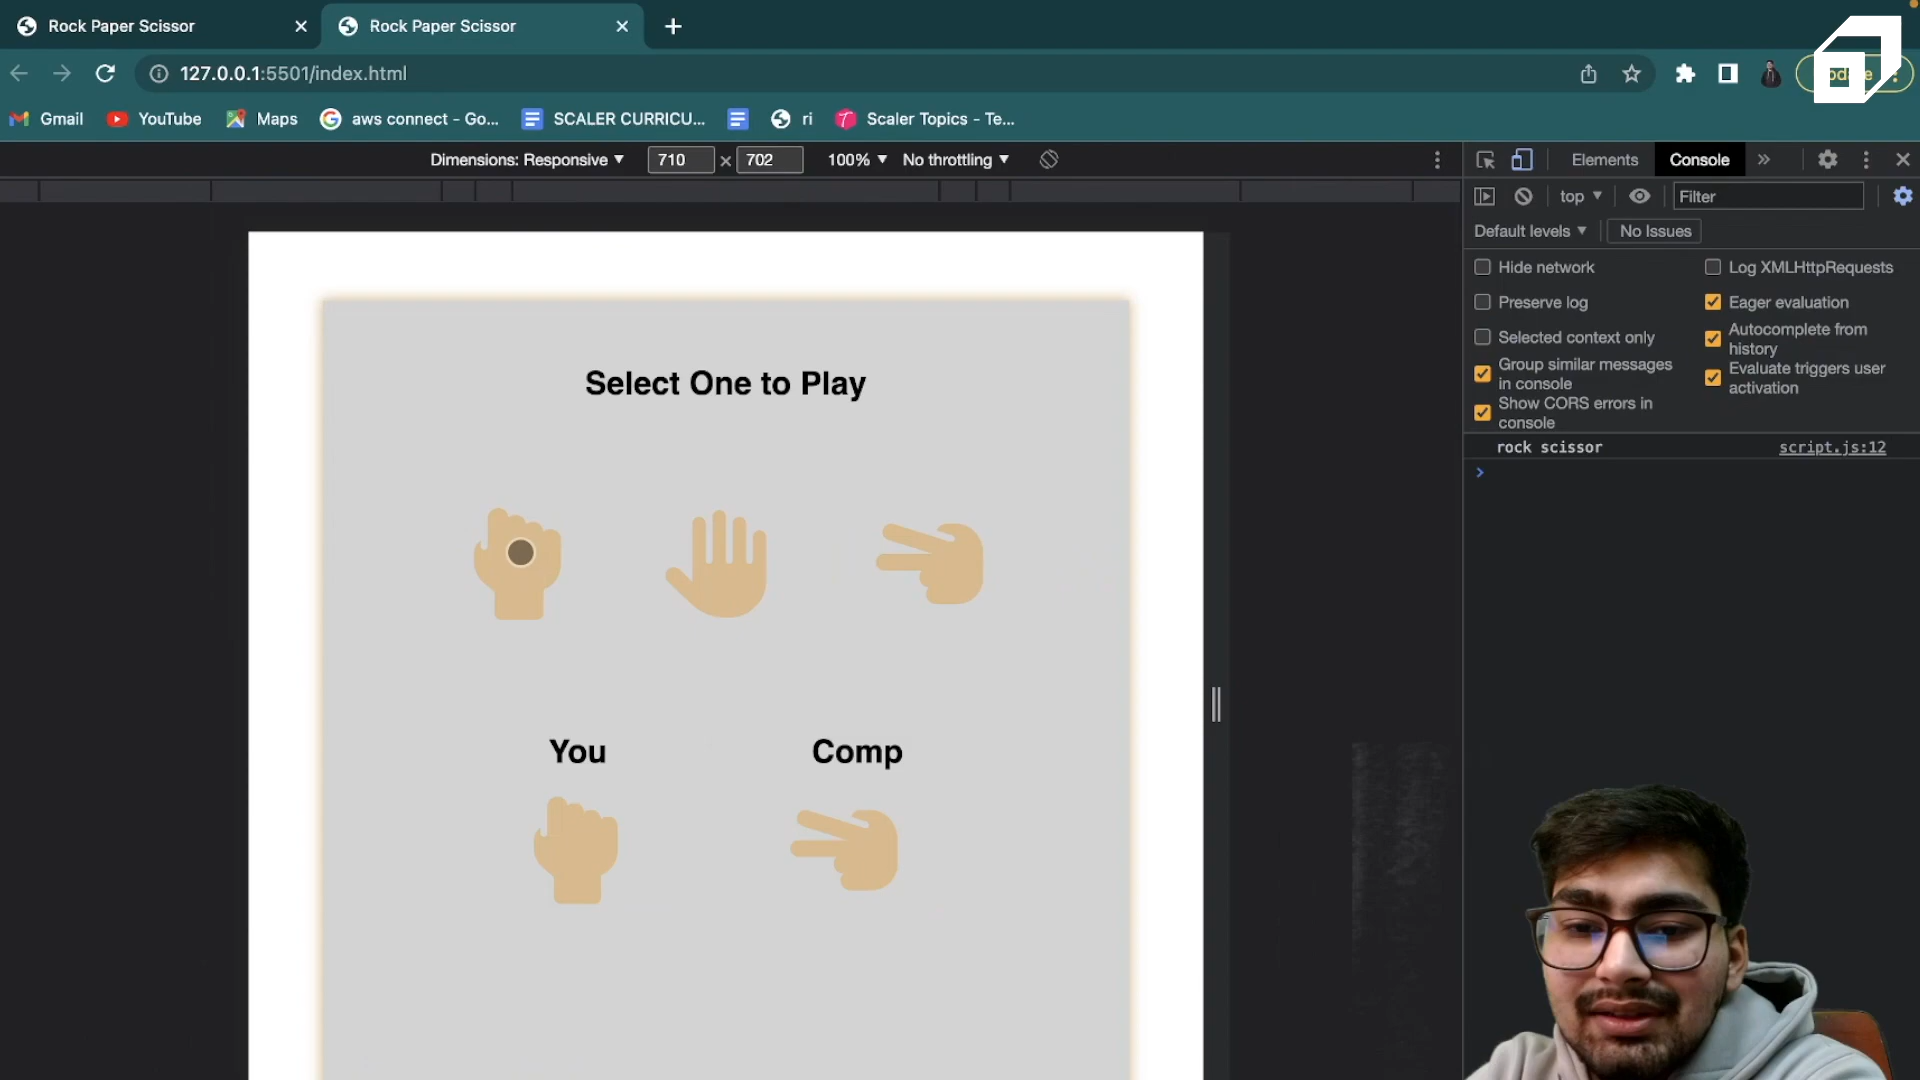 Rock Paper Scissor
Rock Paper Scissor
127.0.0.1:5501/index.html
Gmail
YouTube
Maps
aws connect - Go...
SCALER CURRICU...
ri
Scaler Topics - Te...
Dimensions: Responsive
710 × 702
100%
No throttling
Elements
Console
top
Filter
Default levels
No Issues
Hide network
Log XMLHttpRequests
Preserve log
Eager evaluation
Selected context only
Autocomplete from
history
Group similar messages
in console
Evaluate triggers user
activation
Show CORS errors in
console
rock scissor
script.js:12
Select One to Play
You
Comp